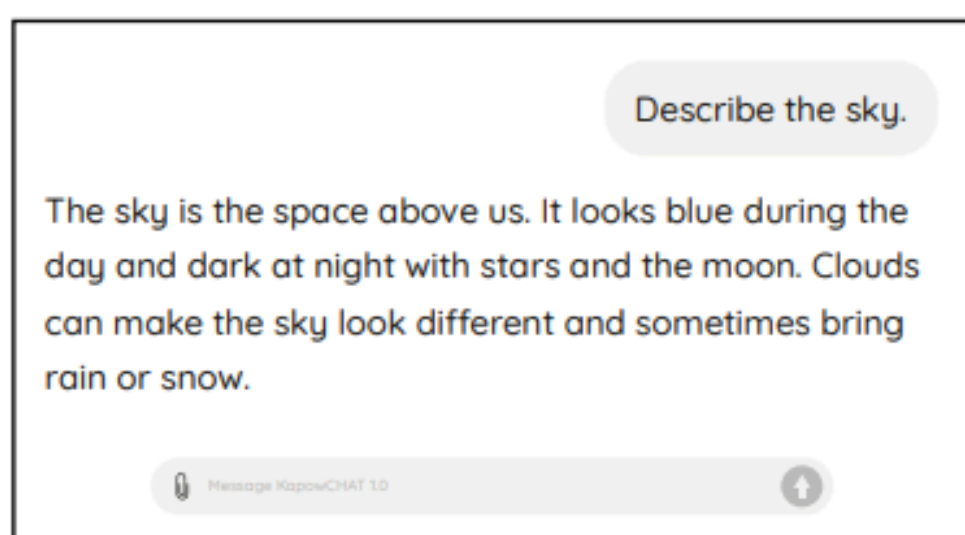 Describe the sky.
The sky is the space above us. It looks blue during the
day and dark at night with stars and the moon. Clouds
can make the sky look different and sometimes bring
rain or snow.
Message KapowCHAT 1.0